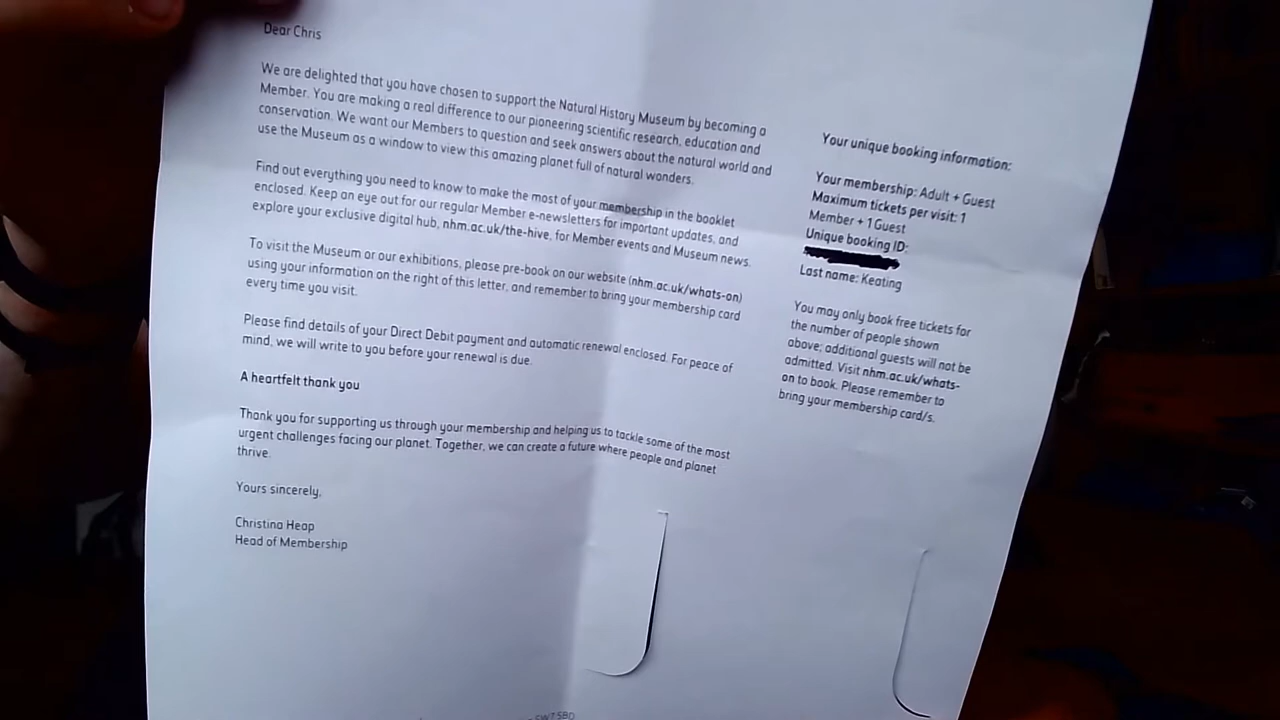 Dear Chris
We are delighted that you have chosen to support the Natural History Museum by becoming a
Member. You are making a real difference to our pioneering scientific research, education and
conservation. We want our Members to question and seek answers about the natural world and
use the Museum as a window to view this amazing planet full of natural wonders.
Find out everything you need to know to make the most of your membership in the booklet
enclosed. Keep an eye out for our regular Member e-newsletters for important updates, and
explore your exclusive digital hub, nhm.ac.uk/the-hive, for Member events and Museum news.
To visit the Museum or our exhibitions, please pre-book on our website (nhm.ac.uk/whats-on)
using your information on the right of this letter, and remember to bring your membership card
every time you visit.
Please find details of your Direct Debit payment and automatic renewal enclosed. For peace of
mind, we will write to you before your renewal is due.
A heartfelt thank you
Thank you for supporting us through your membership and helping us to tackle some of the most
urgent challenges facing our planet. Together, we can create a future where people and planet
thrive.
Yours sincerely,
Christina Heap
Head of Membership
Your unique booking information:
Your membership: Adult + Guest
Maximum tickets per visit: 1
Member + 1 Guest
Unique booking ID:
Last name: Keating
You may only book free tickets for
the number of people shown
above; additional guests will not be
admitted. Visit nhm.ac.uk/whats-
on to book. Please remember to
bring your membership card/s.
SW7 5BD